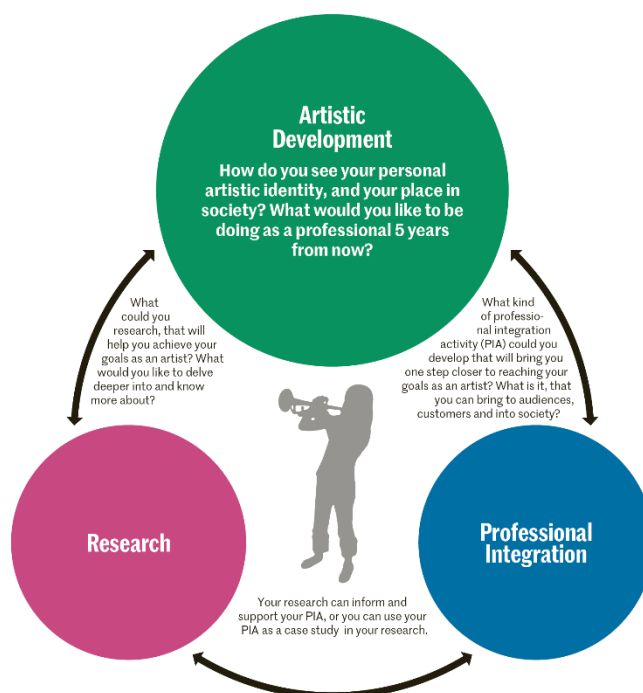 Artistic
Development
How do you see your personal
artistic identity, and your place in
society? What would you like to be
doing as a professional 5 years
from now?
What
could you
research, that will
help you achieve your
goals as an artist? What
would you like to delve
deeper into and know
more about?
What kind
of professio-
nal integration
activity (PIA) could you
develop that will bring you
one step closer to reaching your
goals as an artist? What is it, that
you can bring to audiences,
customers and into society?
Research
Professional
Integration
Your research can inform and
support your PIA, or you can use your
PIA as a case study in your research.